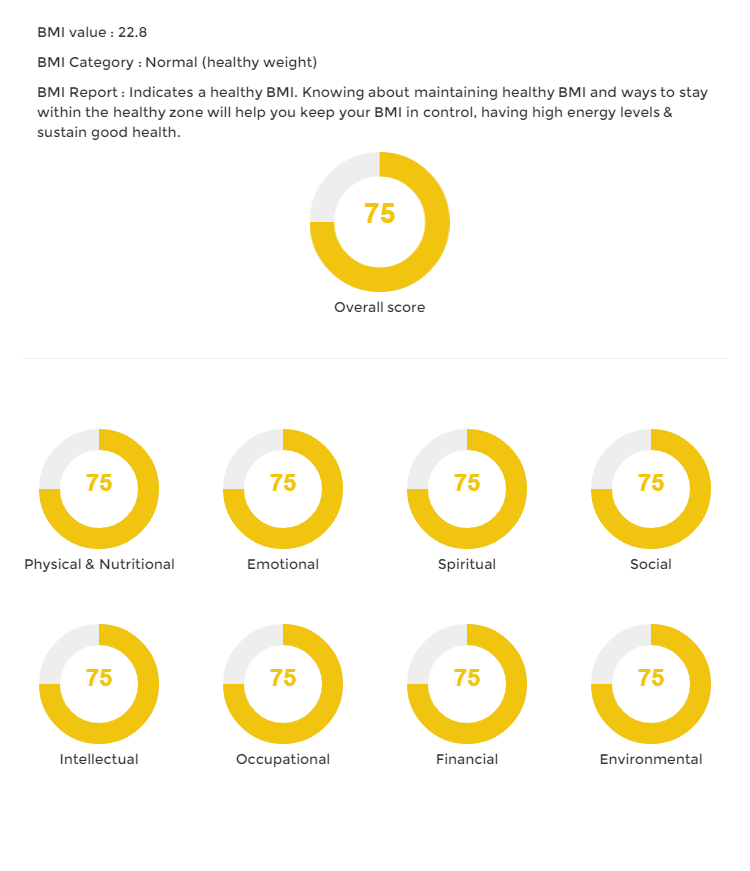 BMI value : 22.8
BMI Category : Normal (healthy weight)
BMI Report : Indicates a healthy BMI. Knowing about maintaining healthy BMI and ways to stay
within the healthy zone will help you keep your BMI in control, having high energy levels &
sustain good health.
75
Overall score
75 75 75 75
Physical & Nutritional Emotional Spiritual Social
75 75 75 75
Intellectual Occupational Financial Environmental